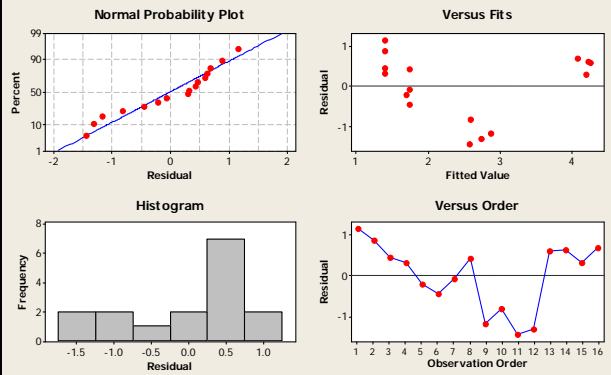 Normal Probability Plot
99
90
50
10
1
Percent
-2 -1 0 1 2
Residual
Versus Fits
1
0
-1
Residual
1 2 3 4
Fitted Value
Histogram
8
6
4
2
0
Frequency
-1.5 -1.0 -0.5 0.0 0.5 1.0
Residual
Versus Order
1
0
-1
Residual
1 2 3 4 5 6 7 8 9 10 11 12 13 14 15 16
Observation Order